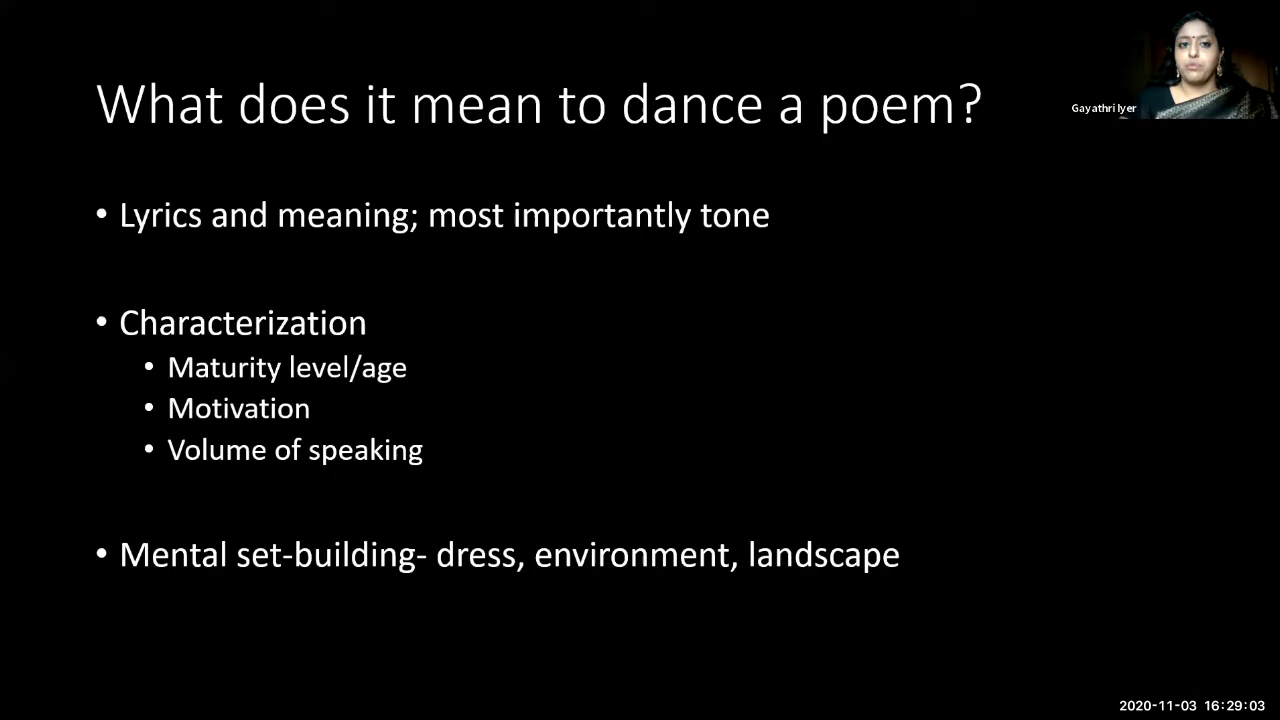 What does it mean to dance a poem?
Gayathri Iyer
• Lyrics and meaning; most importantly tone
• Characterization
• Maturity level/age
• Motivation
• Volume of speaking
• Mental set-building- dress, environment, landscape
2020-11-03 16:29:03